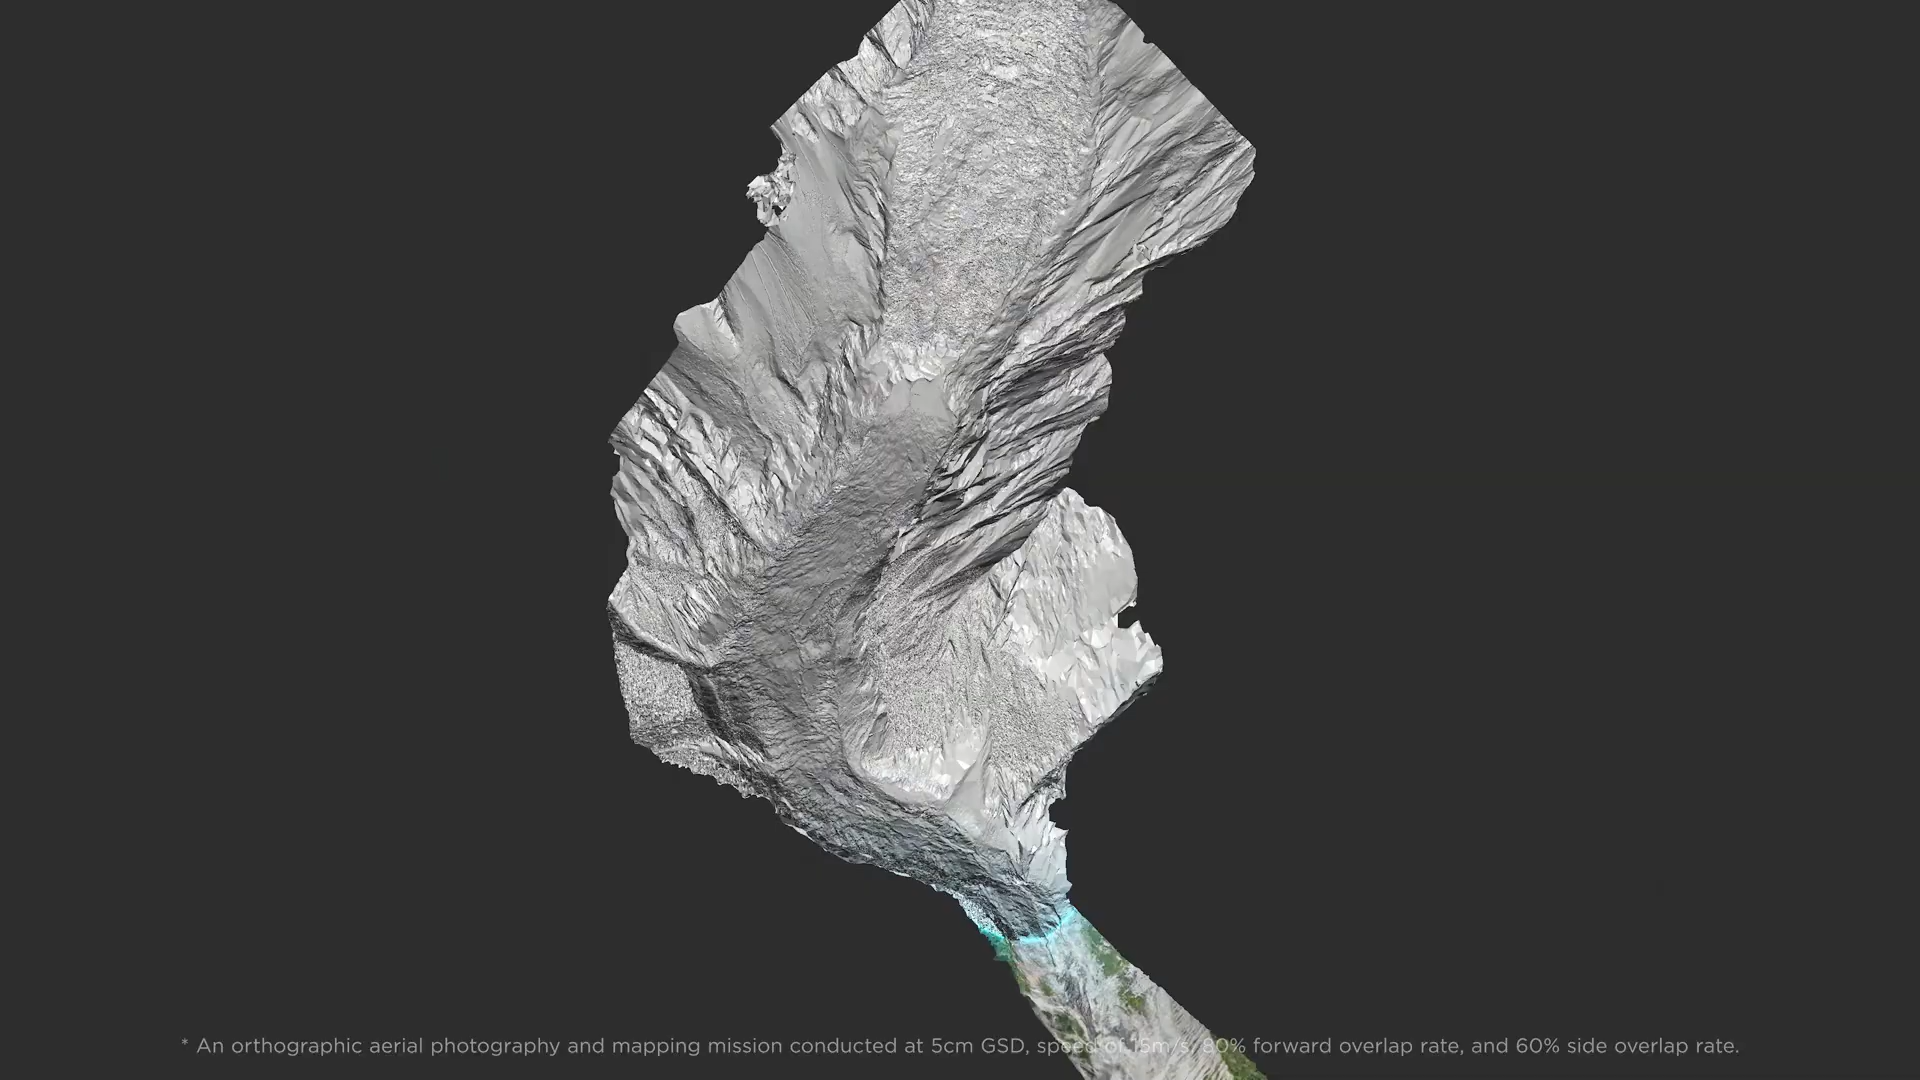 * An orthographic aerial photography and mapping mission conducted at 5cm GSD, speed of 15m/s, 80% forward overlap rate, and 60% side overlap rate.